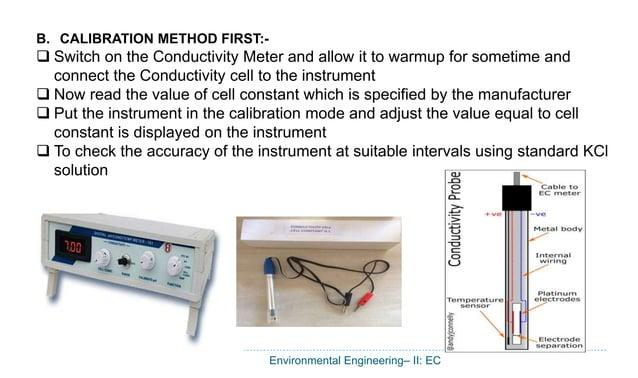 B. CALIBRATION METHOD FIRST:-
❑ Switch on the Conductivity Meter and allow it to warmup for sometime and
connect the Conductivity cell to the instrument
❑ Now read the value of cell constant which is specified by the manufacturer
❑ Put the instrument in the calibration mode and adjust the value equal to cell
constant is displayed on the instrument
❑ To check the accuracy of the instrument at suitable intervals using standard KCl
solution
7.00
CONDUCTIVITY CELL
Conductivity Probe
Cable to
EC meter
+ve
-ve
Metal body
Internal
wiring
Platinum
electrodes
Temperature
sensor
Electrode
separation
@andyjconnelly
Environmental Engineering– II: EC